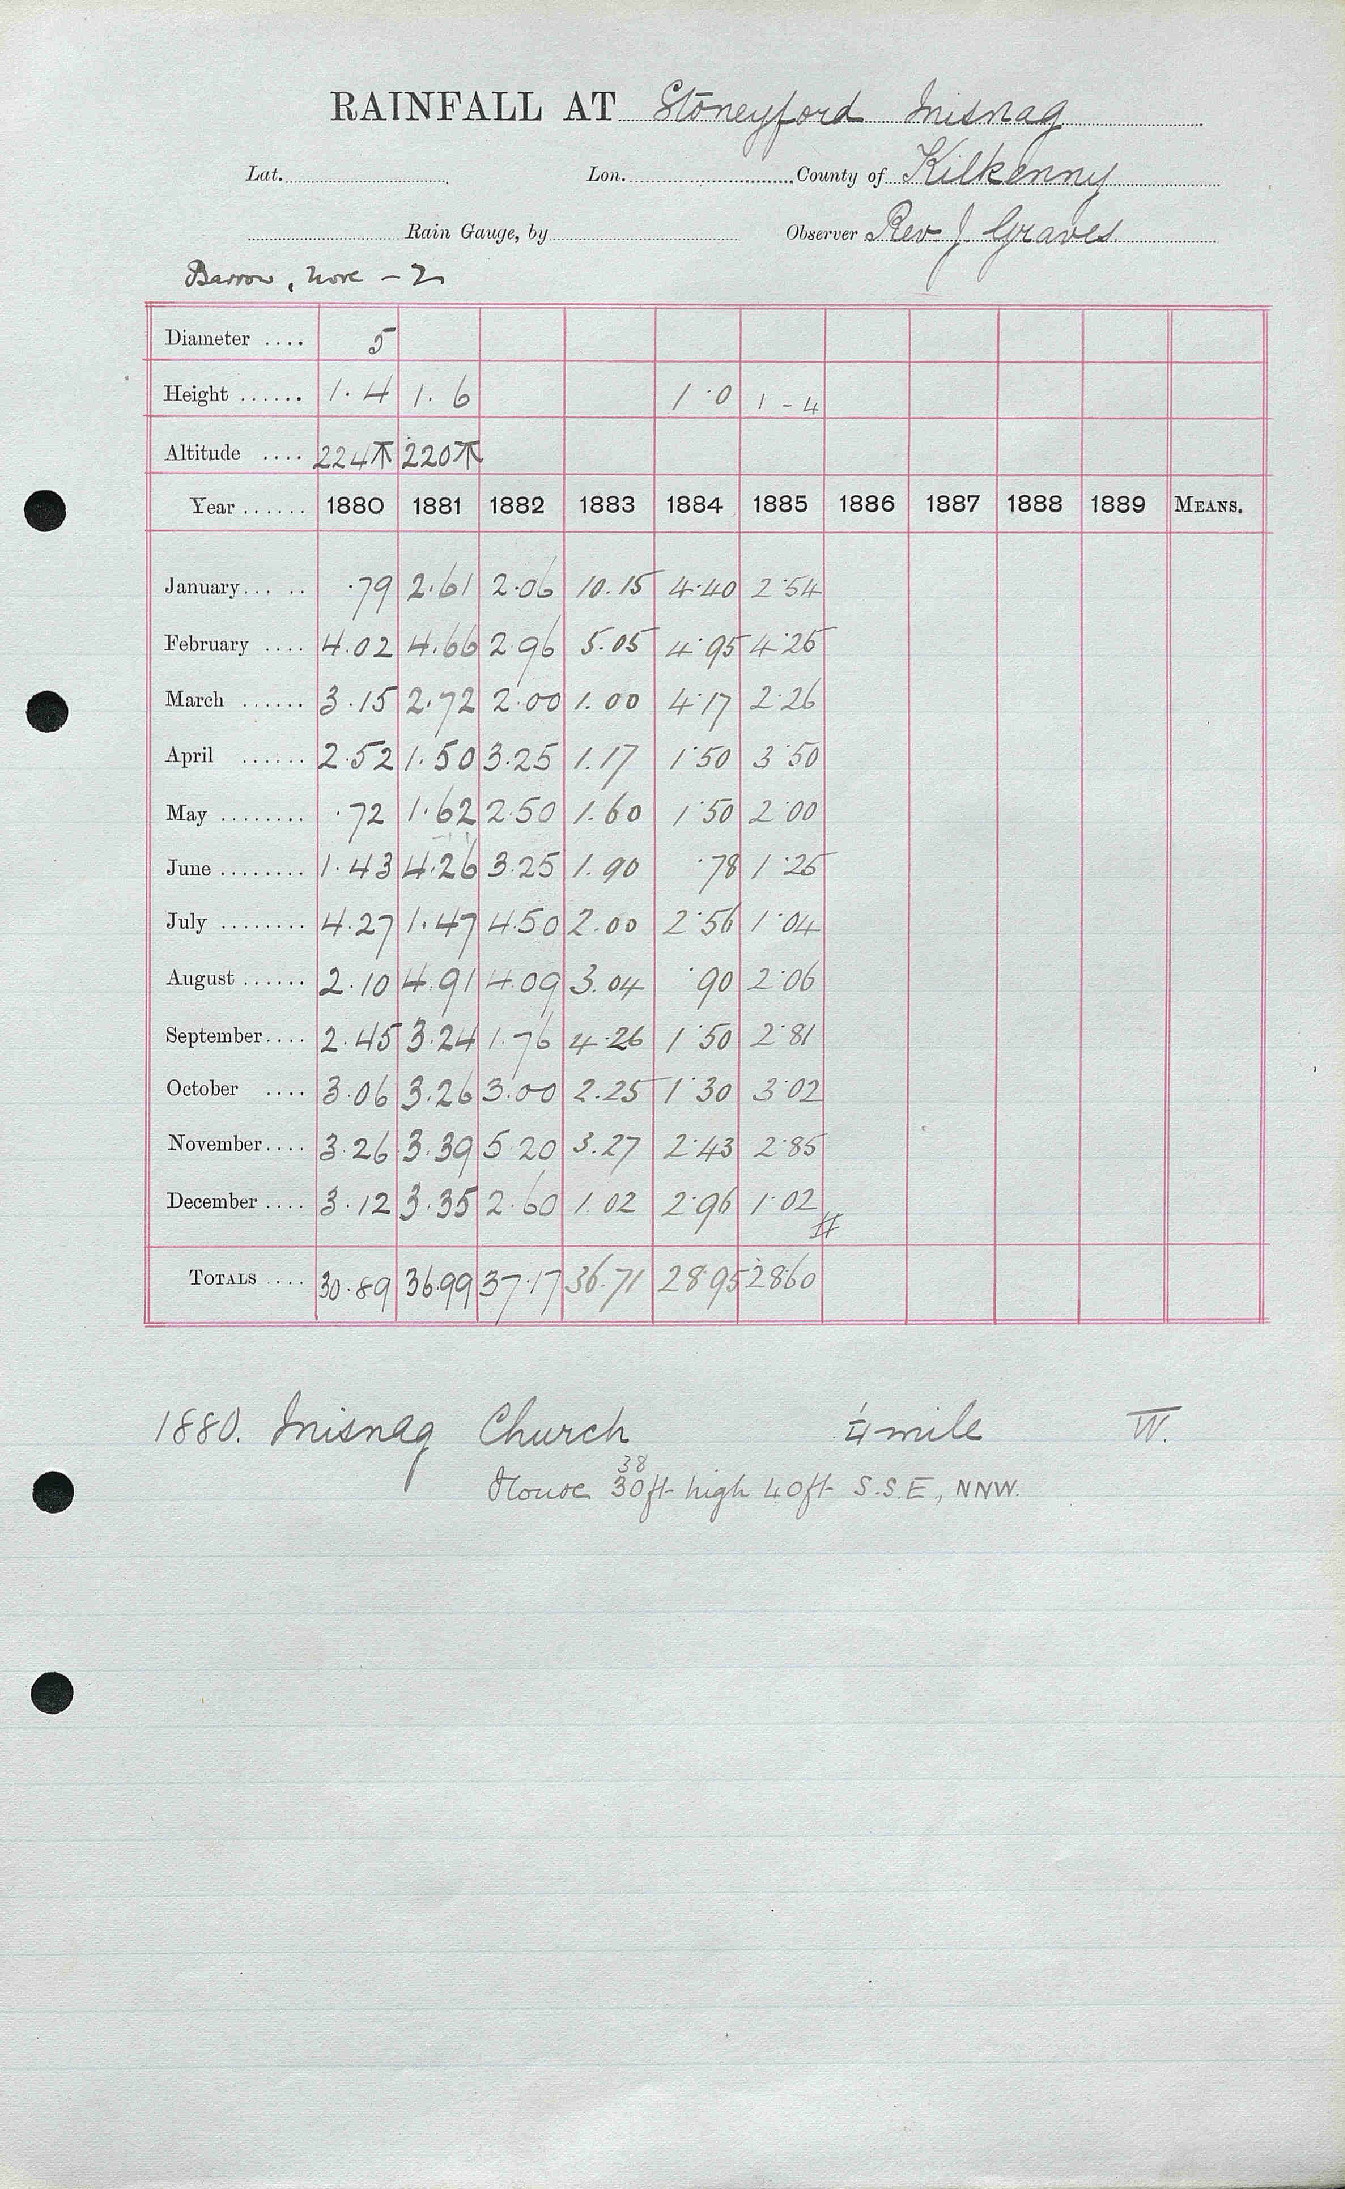 RAINFALL AT Stoneyford Inisnag
Lat. Lon. County of Kilkenny
Rain Gauge, by Observer Rev J Graves
Barrow, Nore - 2
Diameter .... 5
Height ...... 1.4 1.6 1.0 1-4
Altitude .... 224 220
Year ...... 1880 1881 1882 1883 1884 1885 1886 1887 1888 1889 MEANS.
January ... .. .79 2.61 2.06 10.15 4.40 2.54
February .... 4.02 4.66 2.96 5.05 4.95 4.25
March ...... 3.15 2.72 2.00 1.00 4.17 2.26
April ...... 2.52 1.50 3.25 1.17 1.50 3.50
May ........ .72 1.62 2.50 1.60 1.50 2.00
June ........ 1.43 4.26 3.25 1.90 .78 1.25
July ........ 4.27 1.47 4.50 2.00 2.56 1.04
August ...... 2.10 4.91 4.09 3.04 .90 2.06
September .... 2.45 3.24 1.76 4.26 1.50 2.81
October .... 3.06 3.26 3.00 2.25 1.30 3.02
November .... 3.26 3.39 5.20 3.27 2.43 2.85
December .... 3.12 3.35 2.60 1.02 2.96 1.02 #
TOTALS .... 30.89 36.99 37.17 36.71 28.95 28.60
1880. Inisnag Church ¼ mile W.
38
House 30ft high 40ft S.S.E, NNW.